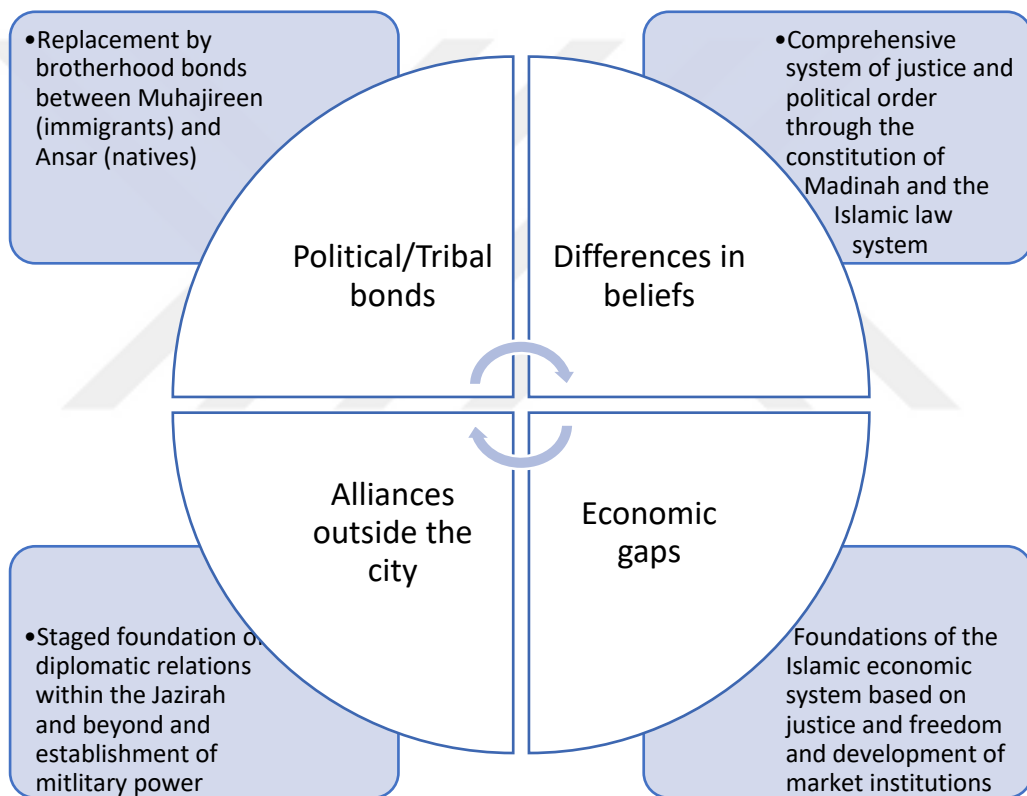 •Replacement by
brotherhood bonds
between Muhajireen
(immigrants) and
Ansar (natives)
•Comprehensive
system of justice and
political order
through the
constitution of
Madinah and the
Islamic law
system
Political/Tribal
bonds
Differences in
beliefs
Alliances
outside the
city
Economic
gaps
•Staged foundation o
diplomatic relations
within the Jazirah
and beyond and
establishment of
mitlitary power
Foundations of the
Islamic economic
system based on
justice and freedom
and development of
market institutions